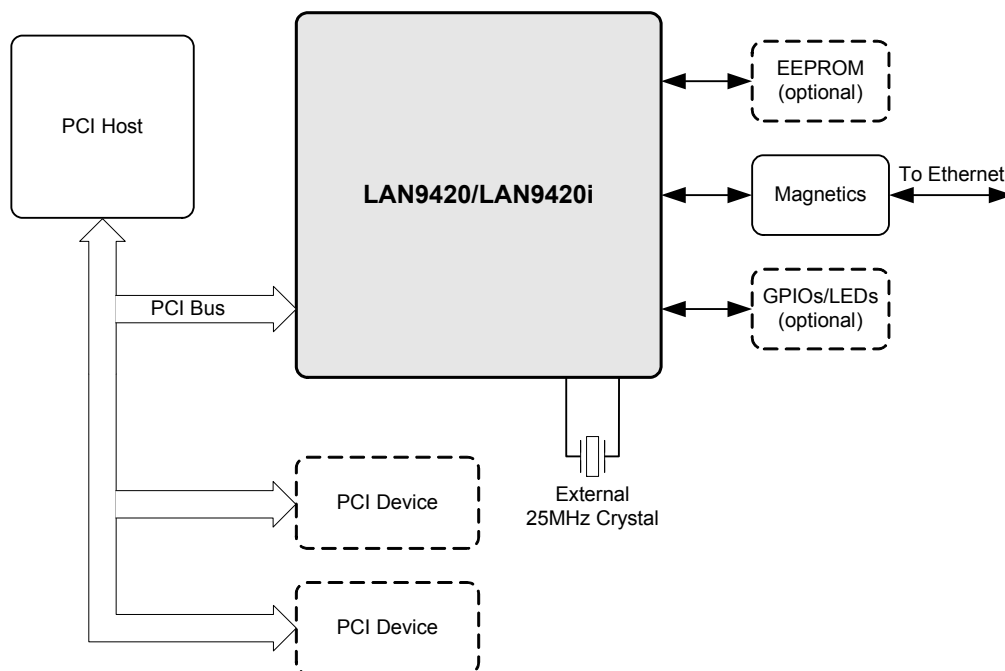 PCI Host
LAN9420/LAN9420i
EEPROM
(optional)
Magnetics
To Ethernet
GPIOs/LEDs
(optional)
PCI Bus
External
25MHz Crystal
PCI Device
PCI Device